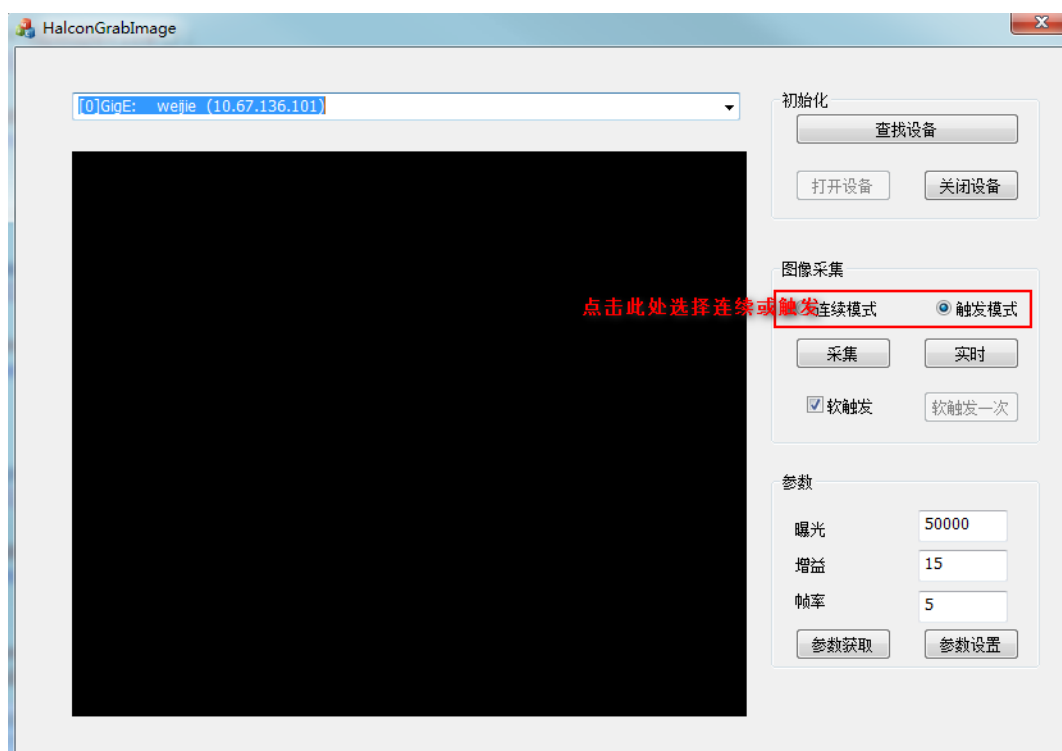 HalconGrabImage
[0]GigE: weijie (10.67.136.101)
初始化
查找设备
打开设备
关闭设备
图像采集
点击此处选择连续或触发
连续模式
触发模式
采集
实时
软触发
软触发一次
参数
曝光
50000
增益
15
帧率
5
参数获取
参数设置